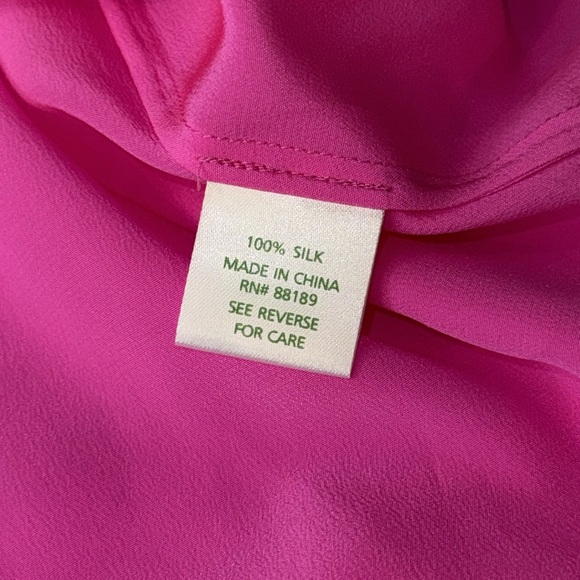 100% SILK
MADE IN CHINA
RN# 88189
SEE REVERSE
FOR CARE